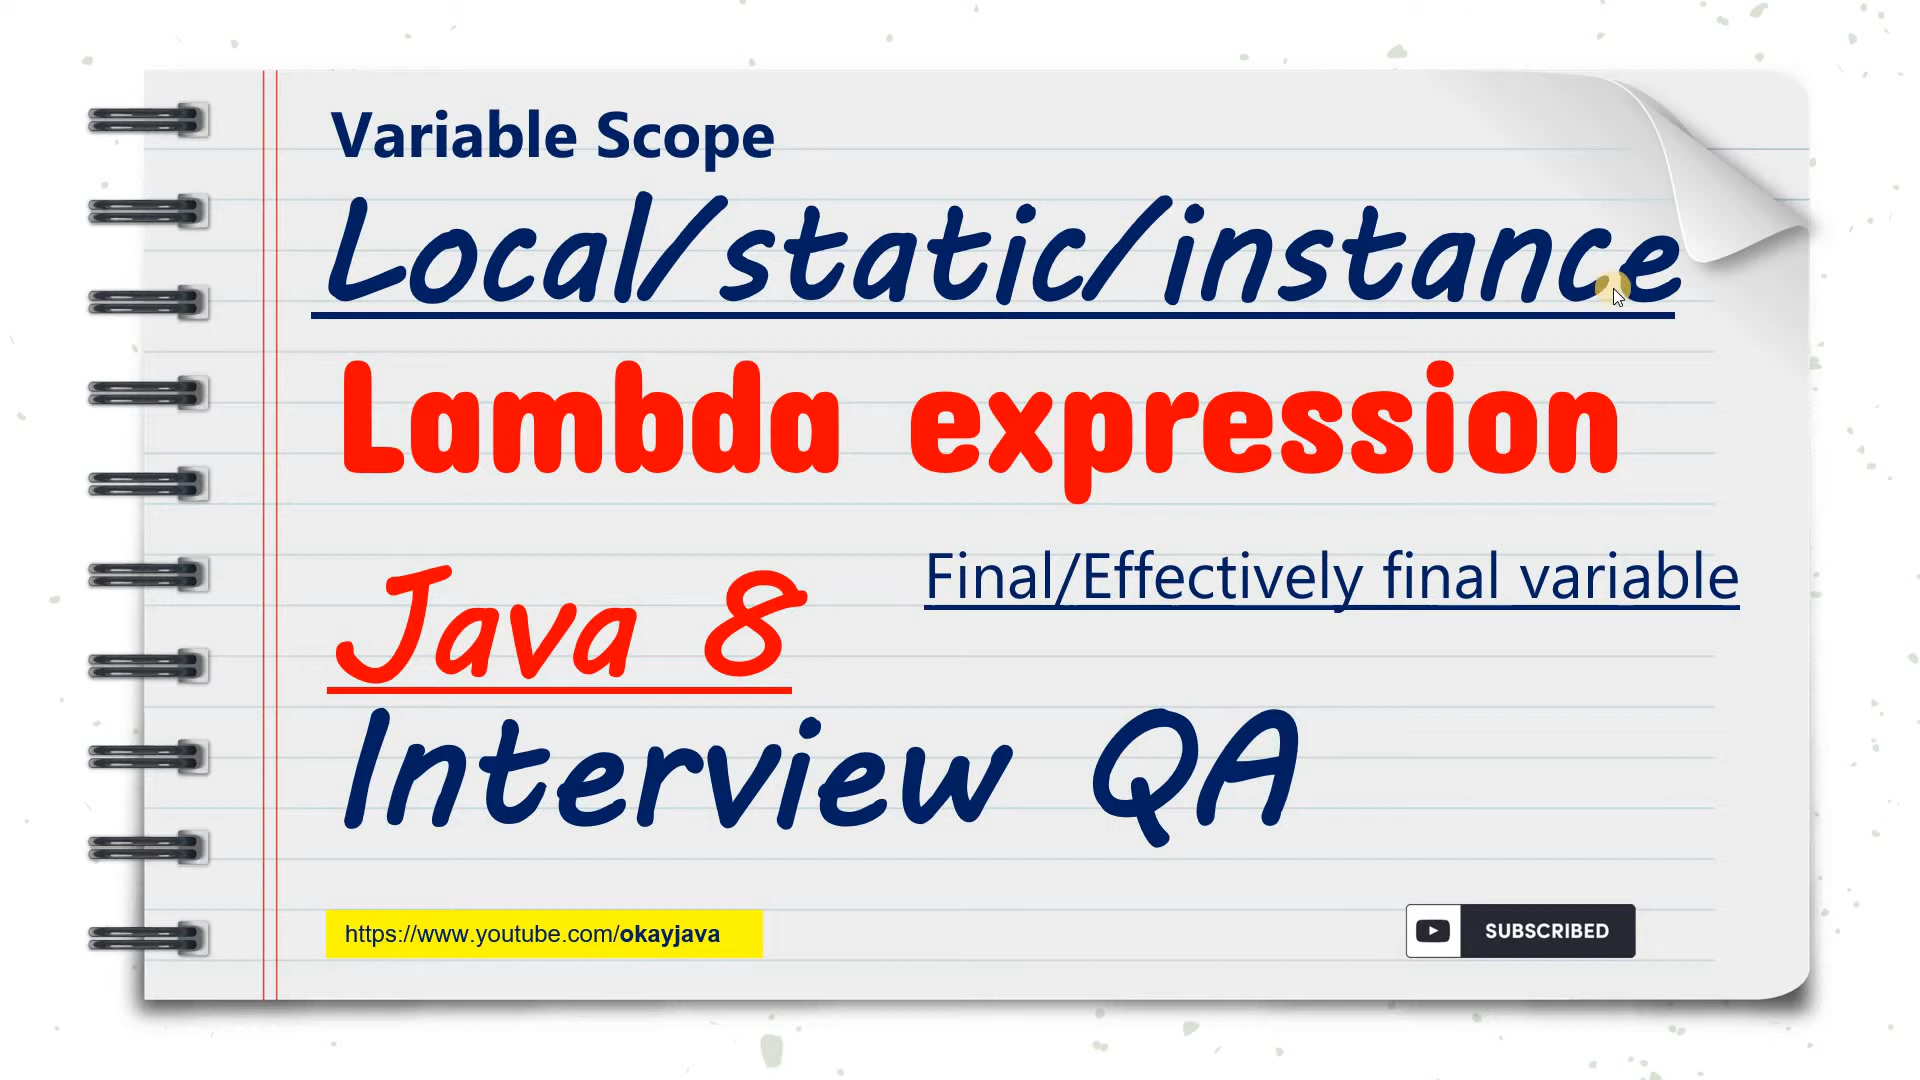 Variable Scope
Local/static/instance
Lambda expression
Final/Effectively final variable
Java 8
Interview QA
https://www.youtube.com/okayjava
SUBSCRIBED